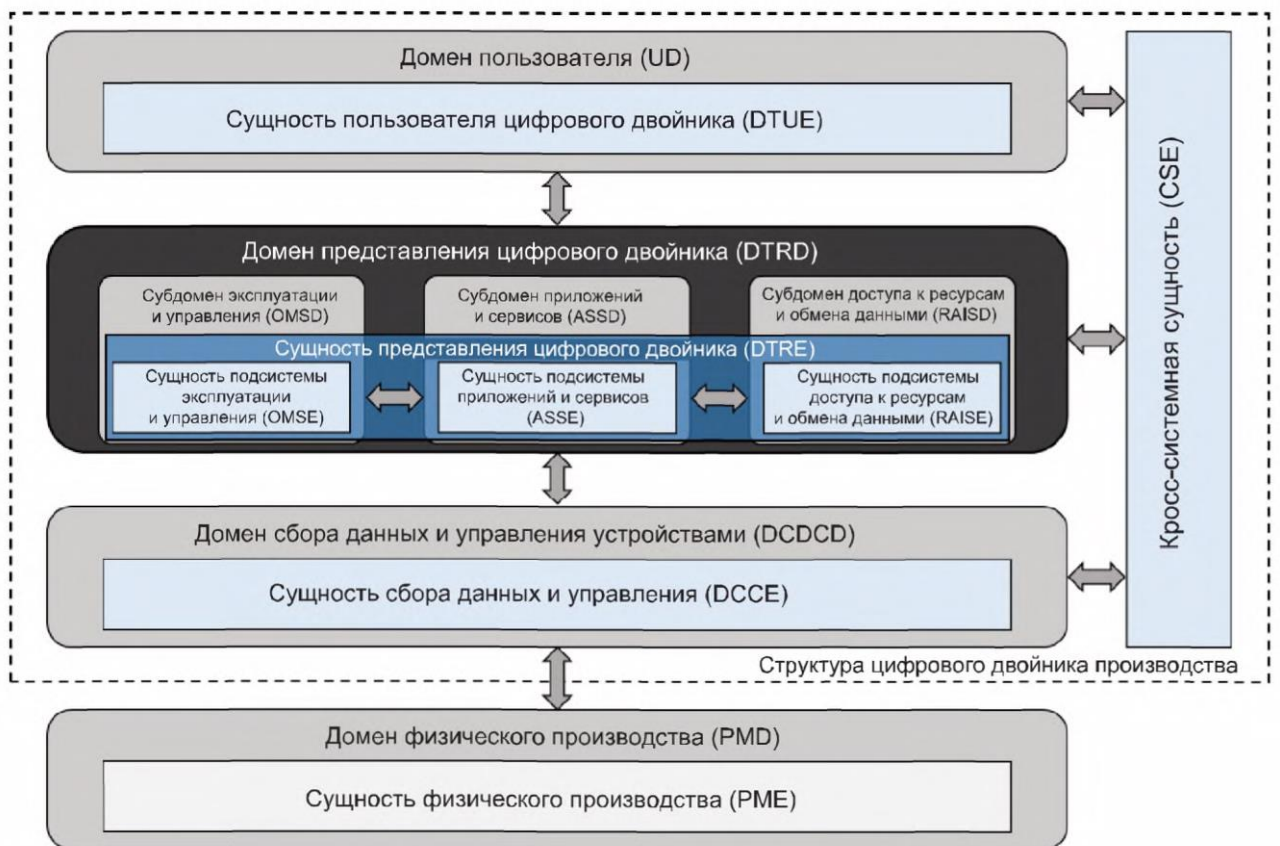 Домен пользователя (UD)
Сущность пользователя цифрового двойника (DTUE)
Домен представления цифрового двойника (DTRD)
Субдомен эксплуатации
и управления (OMSD)
Субдомен приложений
и сервисов (ASSD)
Субдомен доступа к ресурсам
и обмена данными (RAISD)
Сущность представления цифрового двойника (DTRE)
Сущность подсистемы
эксплуатации
и управления (OMSE)
Сущность подсистемы
приложений и сервисов
(ASSE)
Сущность подсистемы
доступа к ресурсам
и обмена данными (RAISE)
Домен сбора данных и управления устройствами (DCDCD)
Сущность сбора данных и управления (DCCE)
Кросс-системная сущность (CSE)
Структура цифрового двойника производства
Домен физического производства (PMD)
Сущность физического производства (PME)